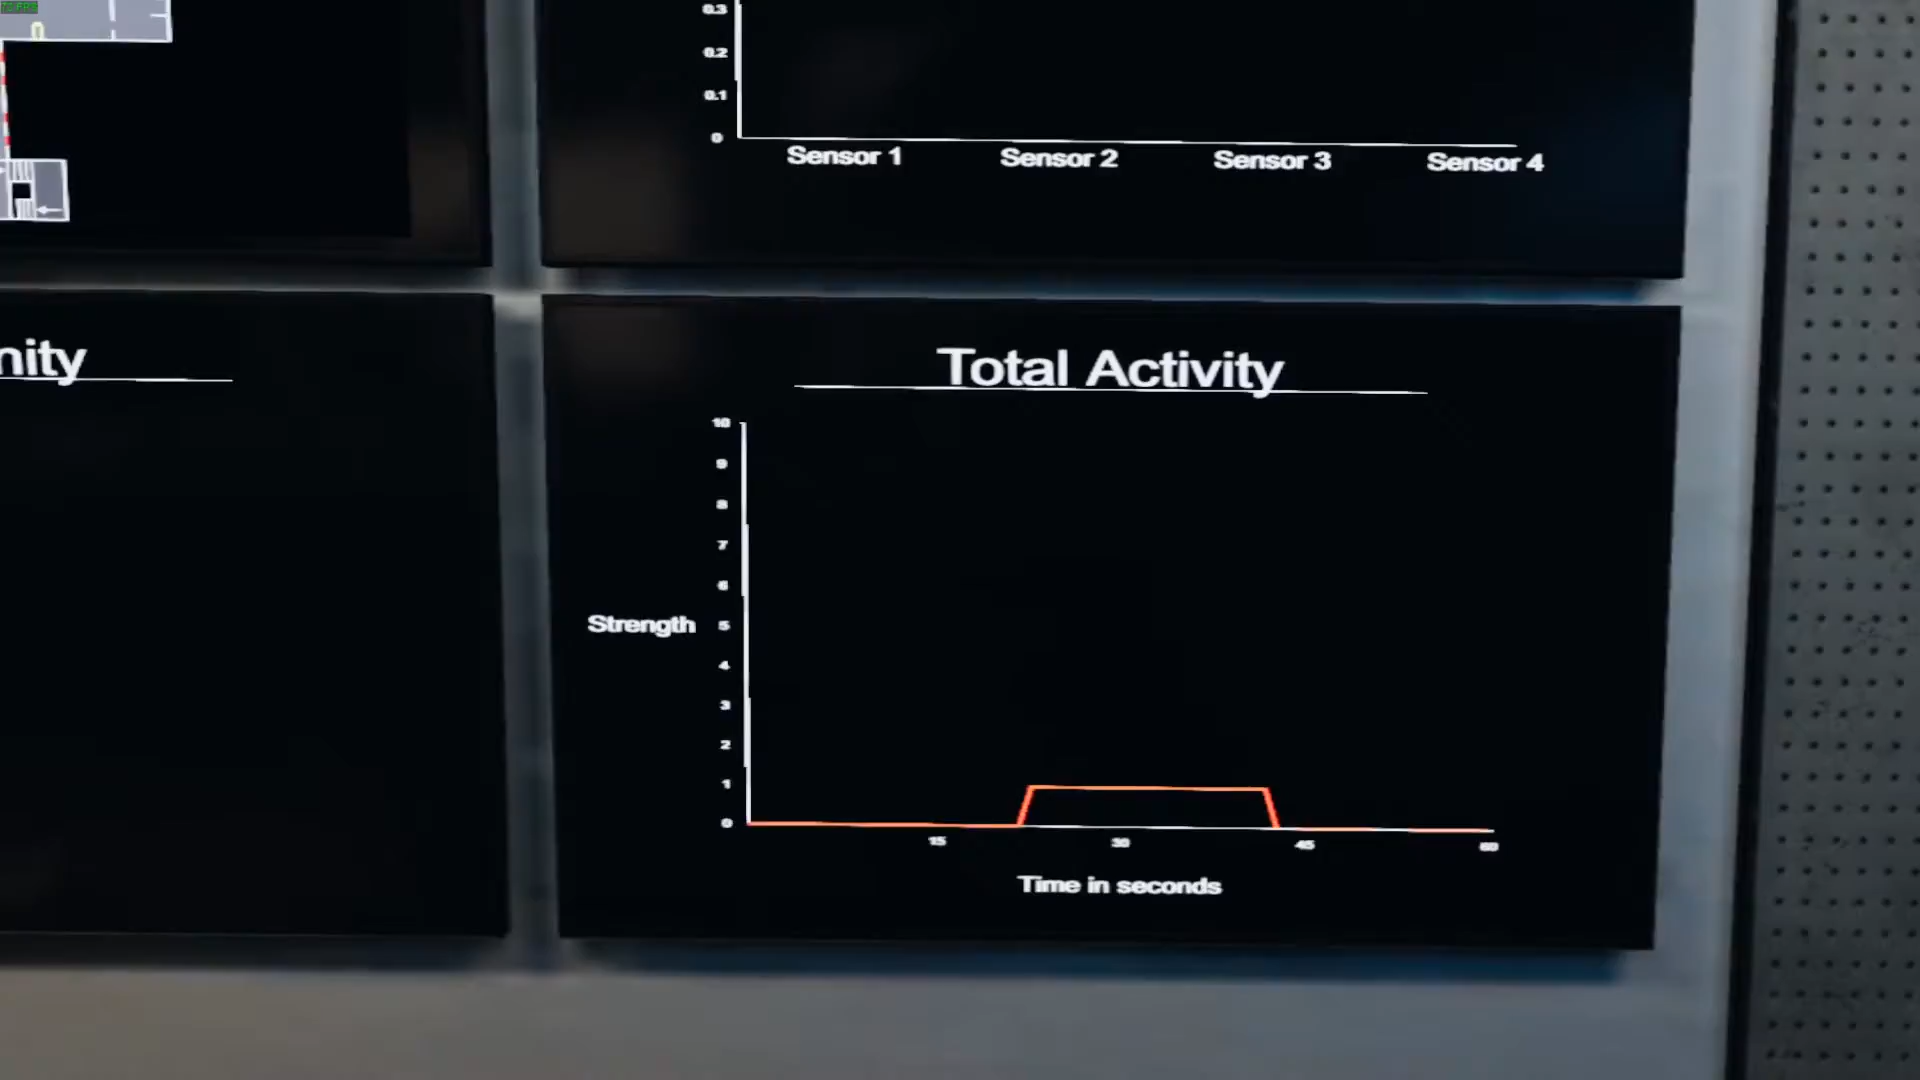 0.3
0.2
0.1
0
Sensor 1 Sensor 2 Sensor 3 Sensor 4
nity
Total Activity
10
9
8
7
6
Strength 5
4
3
2
1
0
15 30 45 60
Time in seconds